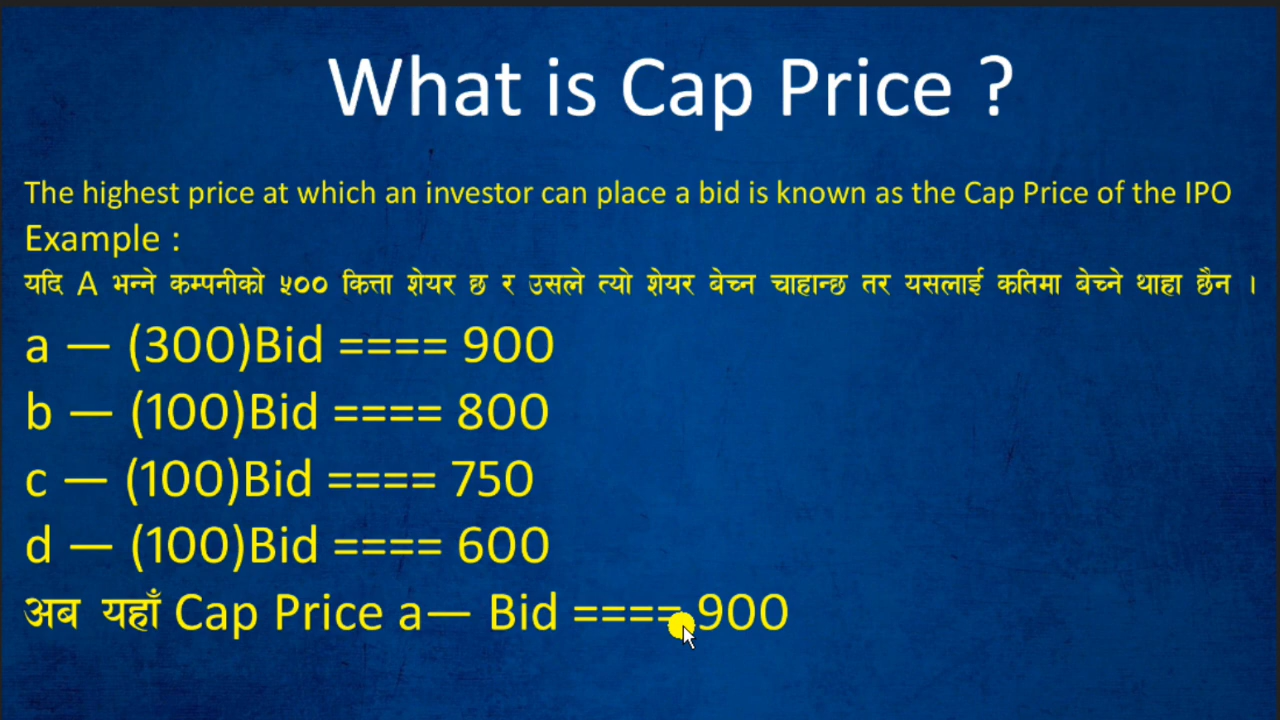 What is Cap Price ?
The highest price at which an investor can place a bid is known as the Cap Price of the IPO
Example :
यदि A भन्ने कम्पनीको ५०० कित्ता शेयर छ र उसले त्यो शेयर बेच्न चाहान्छ तर यसलाई कतिमा बेच्ने थाहा छैन ।
a — (300)Bid ==== 900
b — (100)Bid ==== 800
c — (100)Bid ==== 750
d — (100)Bid ==== 600
अब यहाँ Cap Price a— Bid ==== 900